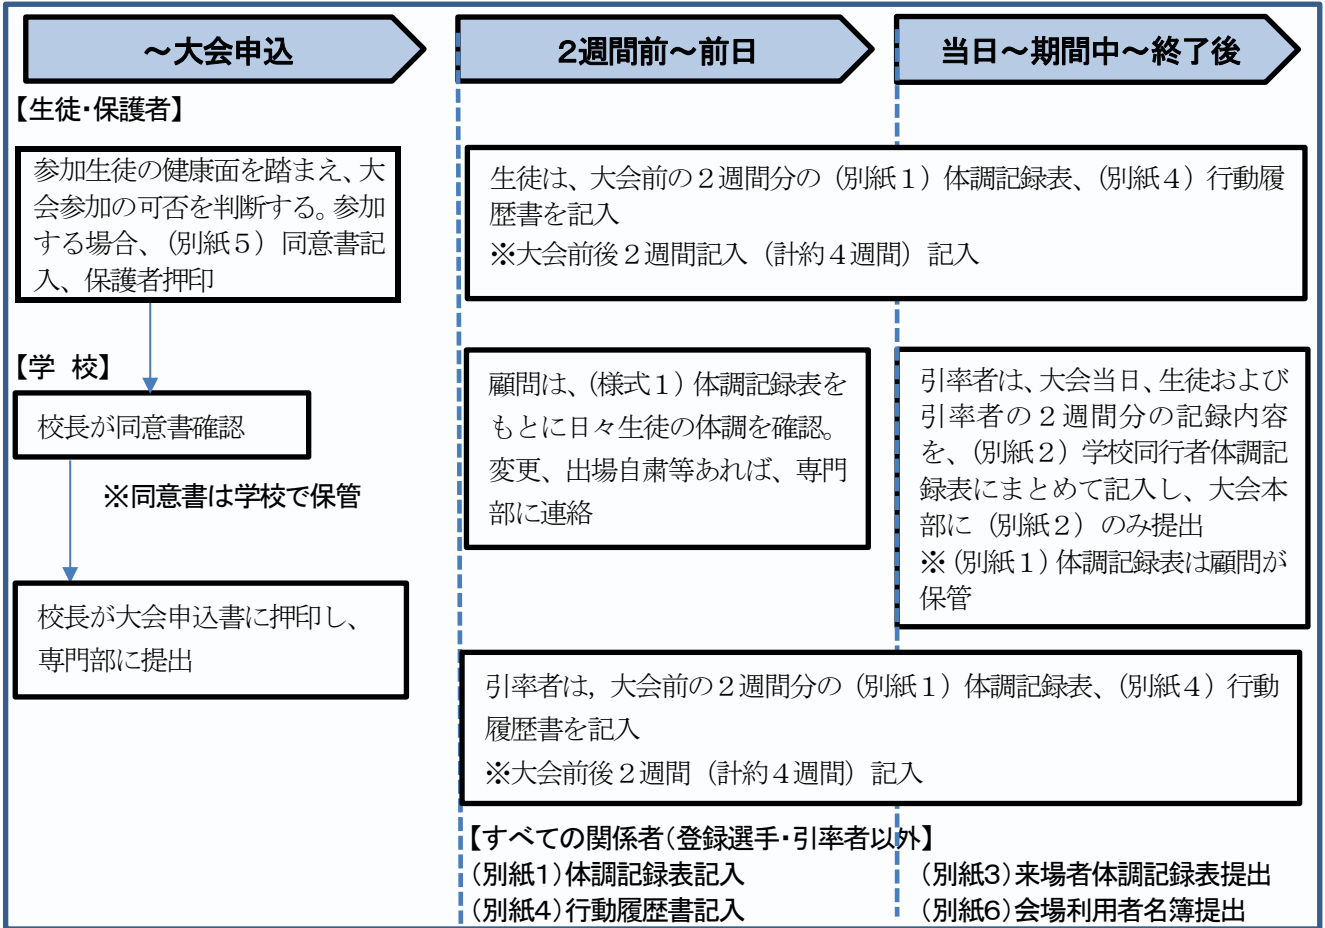 ～大会申込
2週間前～前日
当日～期間中～終了後
【生徒・保護者】
参加生徒の健康面を踏まえ、大
会参加の可否を判断する。参加
する場合、（別紙５）同意書記
入、保護者押印
生徒は、大会前の２週間分の（別紙１）体調記録表、（別紙４）行動履
歴書を記入
※大会前後２週間記入（計約４週間）記入
【学　校】
校長が同意書確認
※同意書は学校で保管
校長が大会申込書に押印し、
専門部に提出
顧問は、（様式１）体調記録表を
もとに日々生徒の体調を確認。
変更、出場自粛等あれば、専門
部に連絡
引率者は、大会当日、生徒および
引率者の２週間分の記録内容
を、（別紙２）学校同行者体調記
録表にまとめて記入し、大会本
部に（別紙２）のみ提出
※（別紙１）体調記録表は顧問が
保管
引率者は，大会前の２週間分の（別紙１）体調記録表、（別紙４）行動
履歴書を記入
※大会前後２週間（計約４週間）記入
【すべての関係者（登録選手・引率者以外】
（別紙1）体調記録表記入
（別紙4）行動履歴書記入
（別紙3）来場者体調記録表提出
（別紙6）会場利用者名簿提出